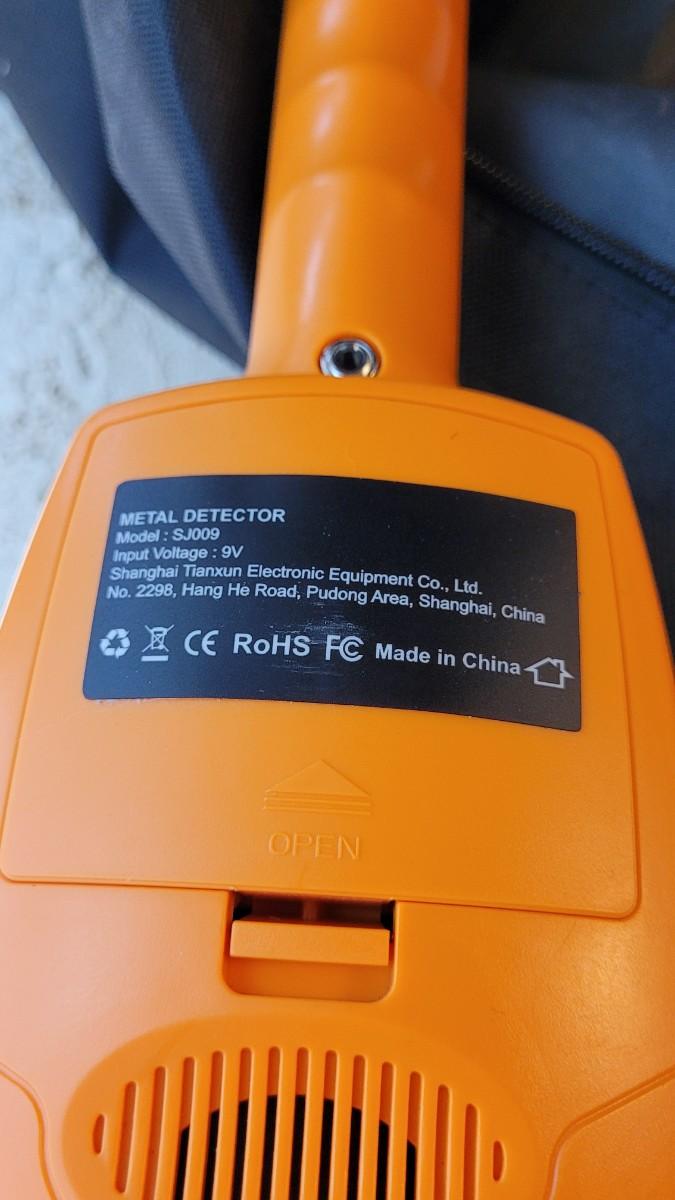 METAL DETECTOR
Model : SJ009
Input Voltage : 9V
Shanghai Tianxun Electronic Equipment Co., Ltd.
No. 2298, Hang He Road, Pudong Area, Shanghai, China
CE RoHS FC Made in China
OPEN